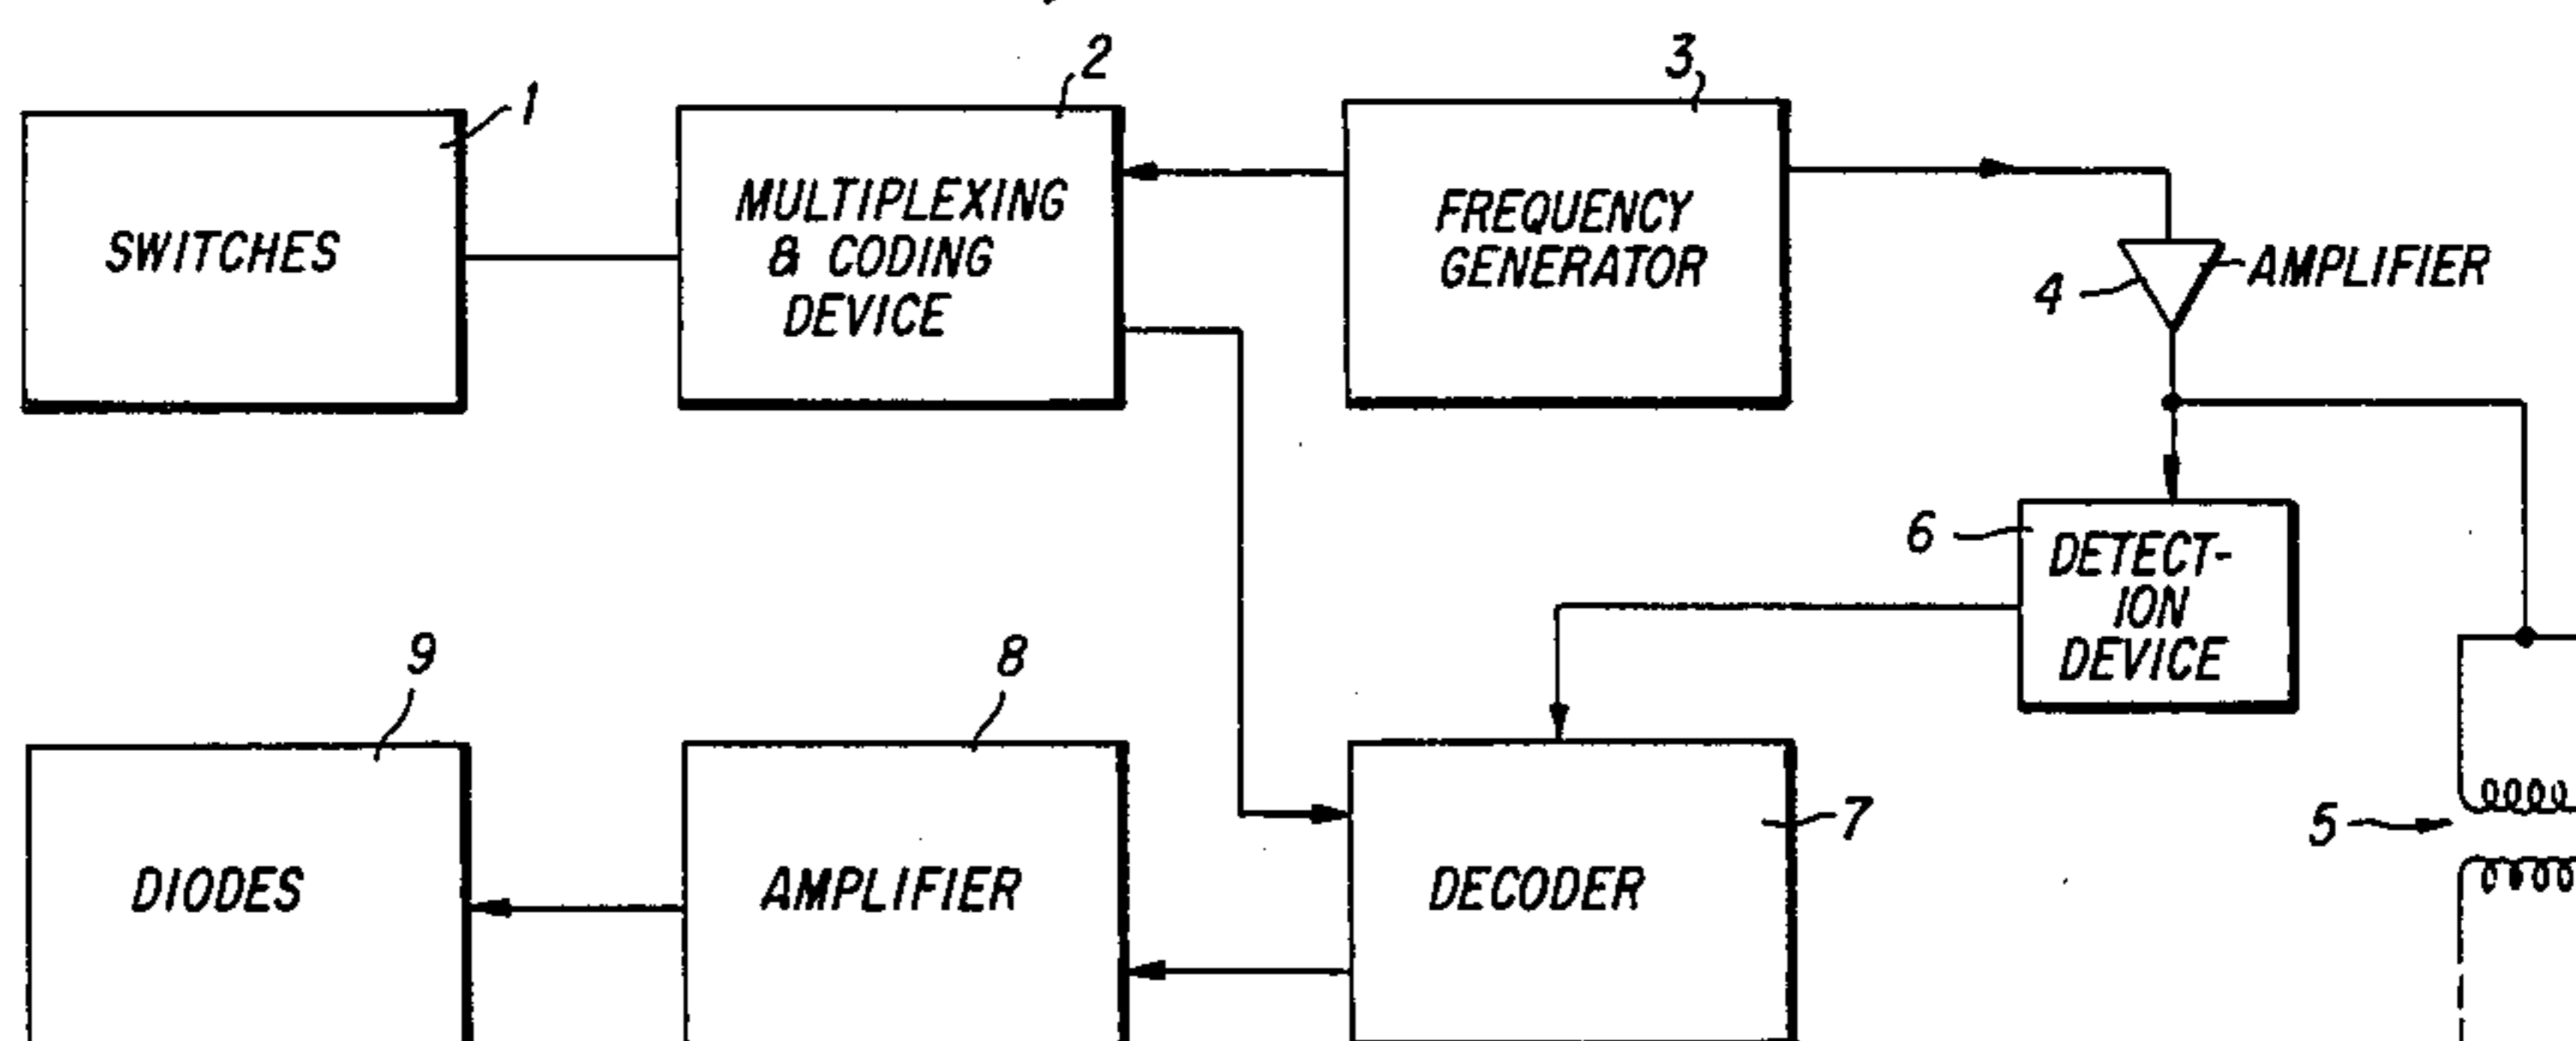 1
2
3
SWITCHES
MULTIPLEXING
& CODING
DEVICE
FREQUENCY
GENERATOR
4
AMPLIFIER
6
DETECT-
ION
DEVICE
9
8
7
5
DIODES
AMPLIFIER
DECODER